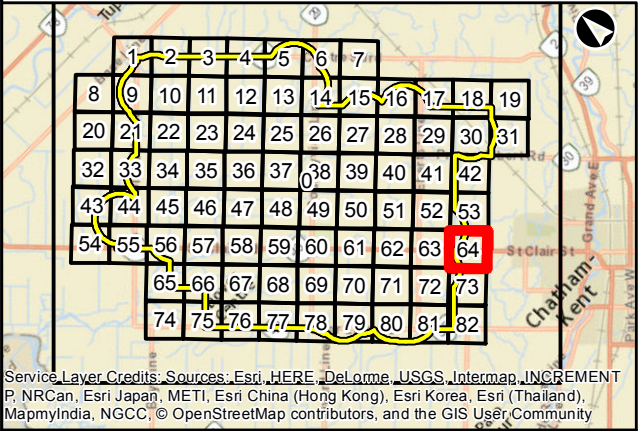 Tup
20
1 2 3 4 5 6 7
8 9 10 11 12 13 14 15 16 17 18 19
39
20 21 22 23 24 25 26 27 28 29 30 31
Rd
32 33 34 35 36 37 38 39 40 41 42
0
43 44 45 46 47 48 49 50 51 52 53
Grand Ave E
54 55 56 57 58 59 60 61 62 63 64
St Clair St
65 66 67 68 69 70 71 72 73
Chatham-
Kent
Park Ave W
74 75 76 77 78 79 80 81 82
Service Layer Credits: Sources: Esri, HERE, DeLorme, USGS, Intermap, INCREMENT
P, NRCan, Esri Japan, METI, Esri China (Hong Kong), Esri Korea, Esri (Thailand),
MapmyIndia, NGCC, © OpenStreetMap contributors, and the GIS User Community